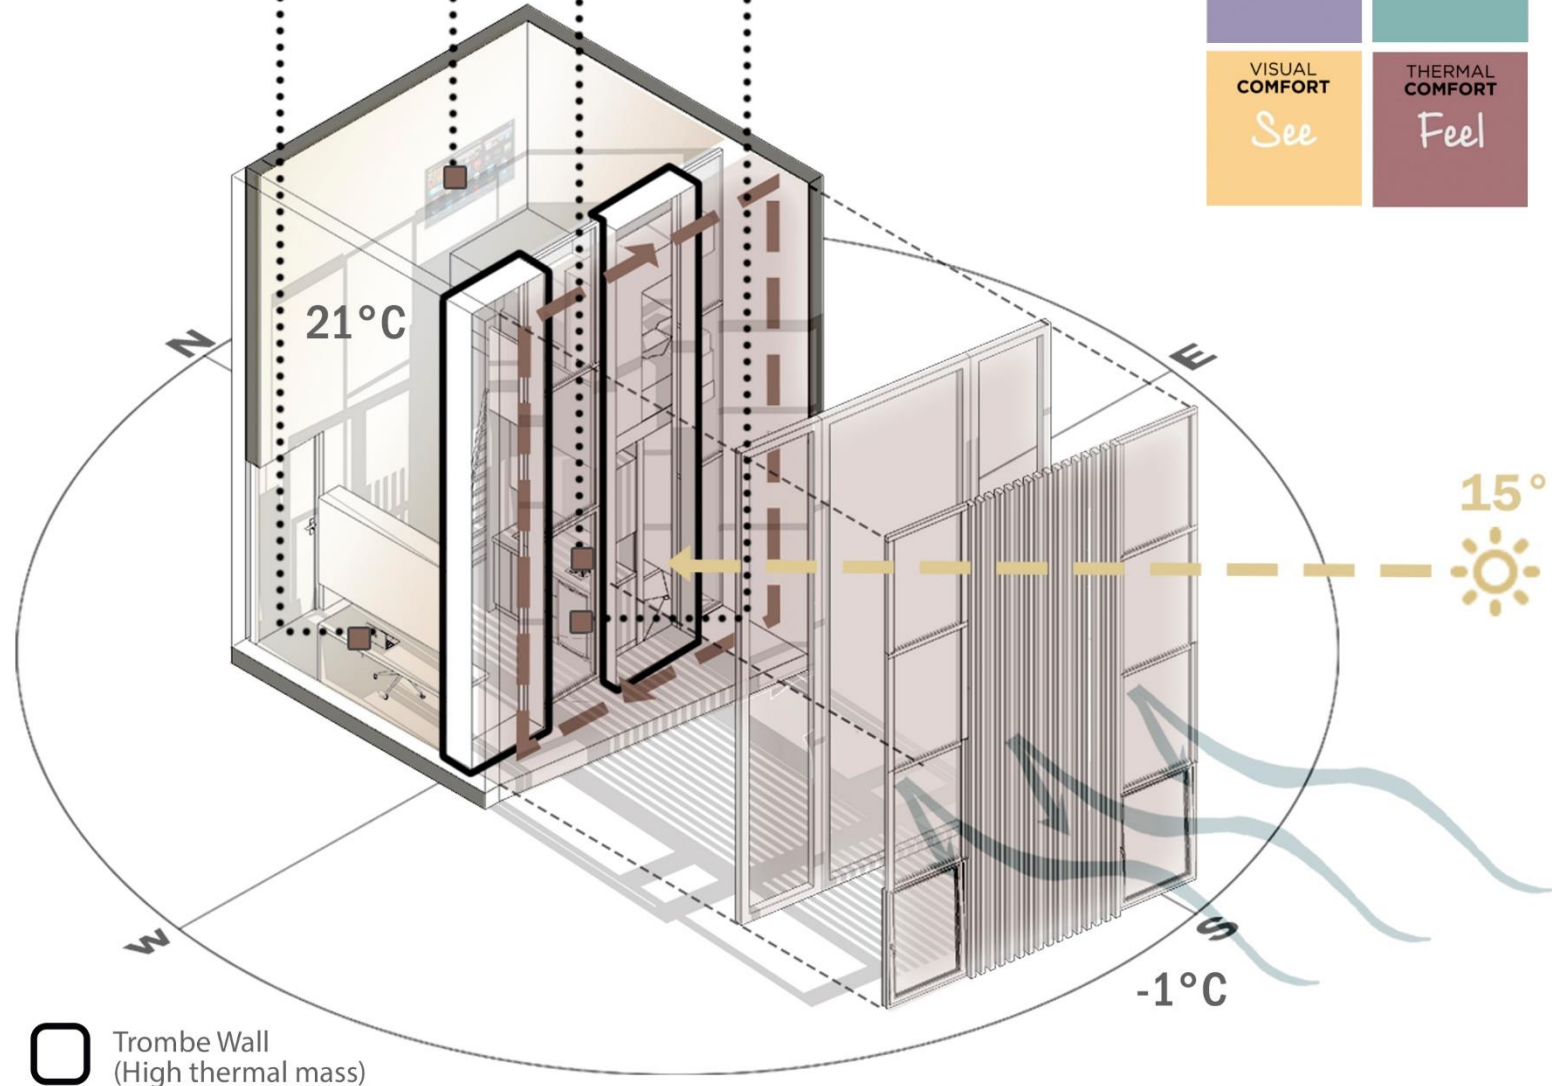 VISUAL
COMFORT
See
THERMAL
COMFORT
Feel
21°C
N
E
15°
W
S
-1°C
Trombe Wall
(High thermal mass)